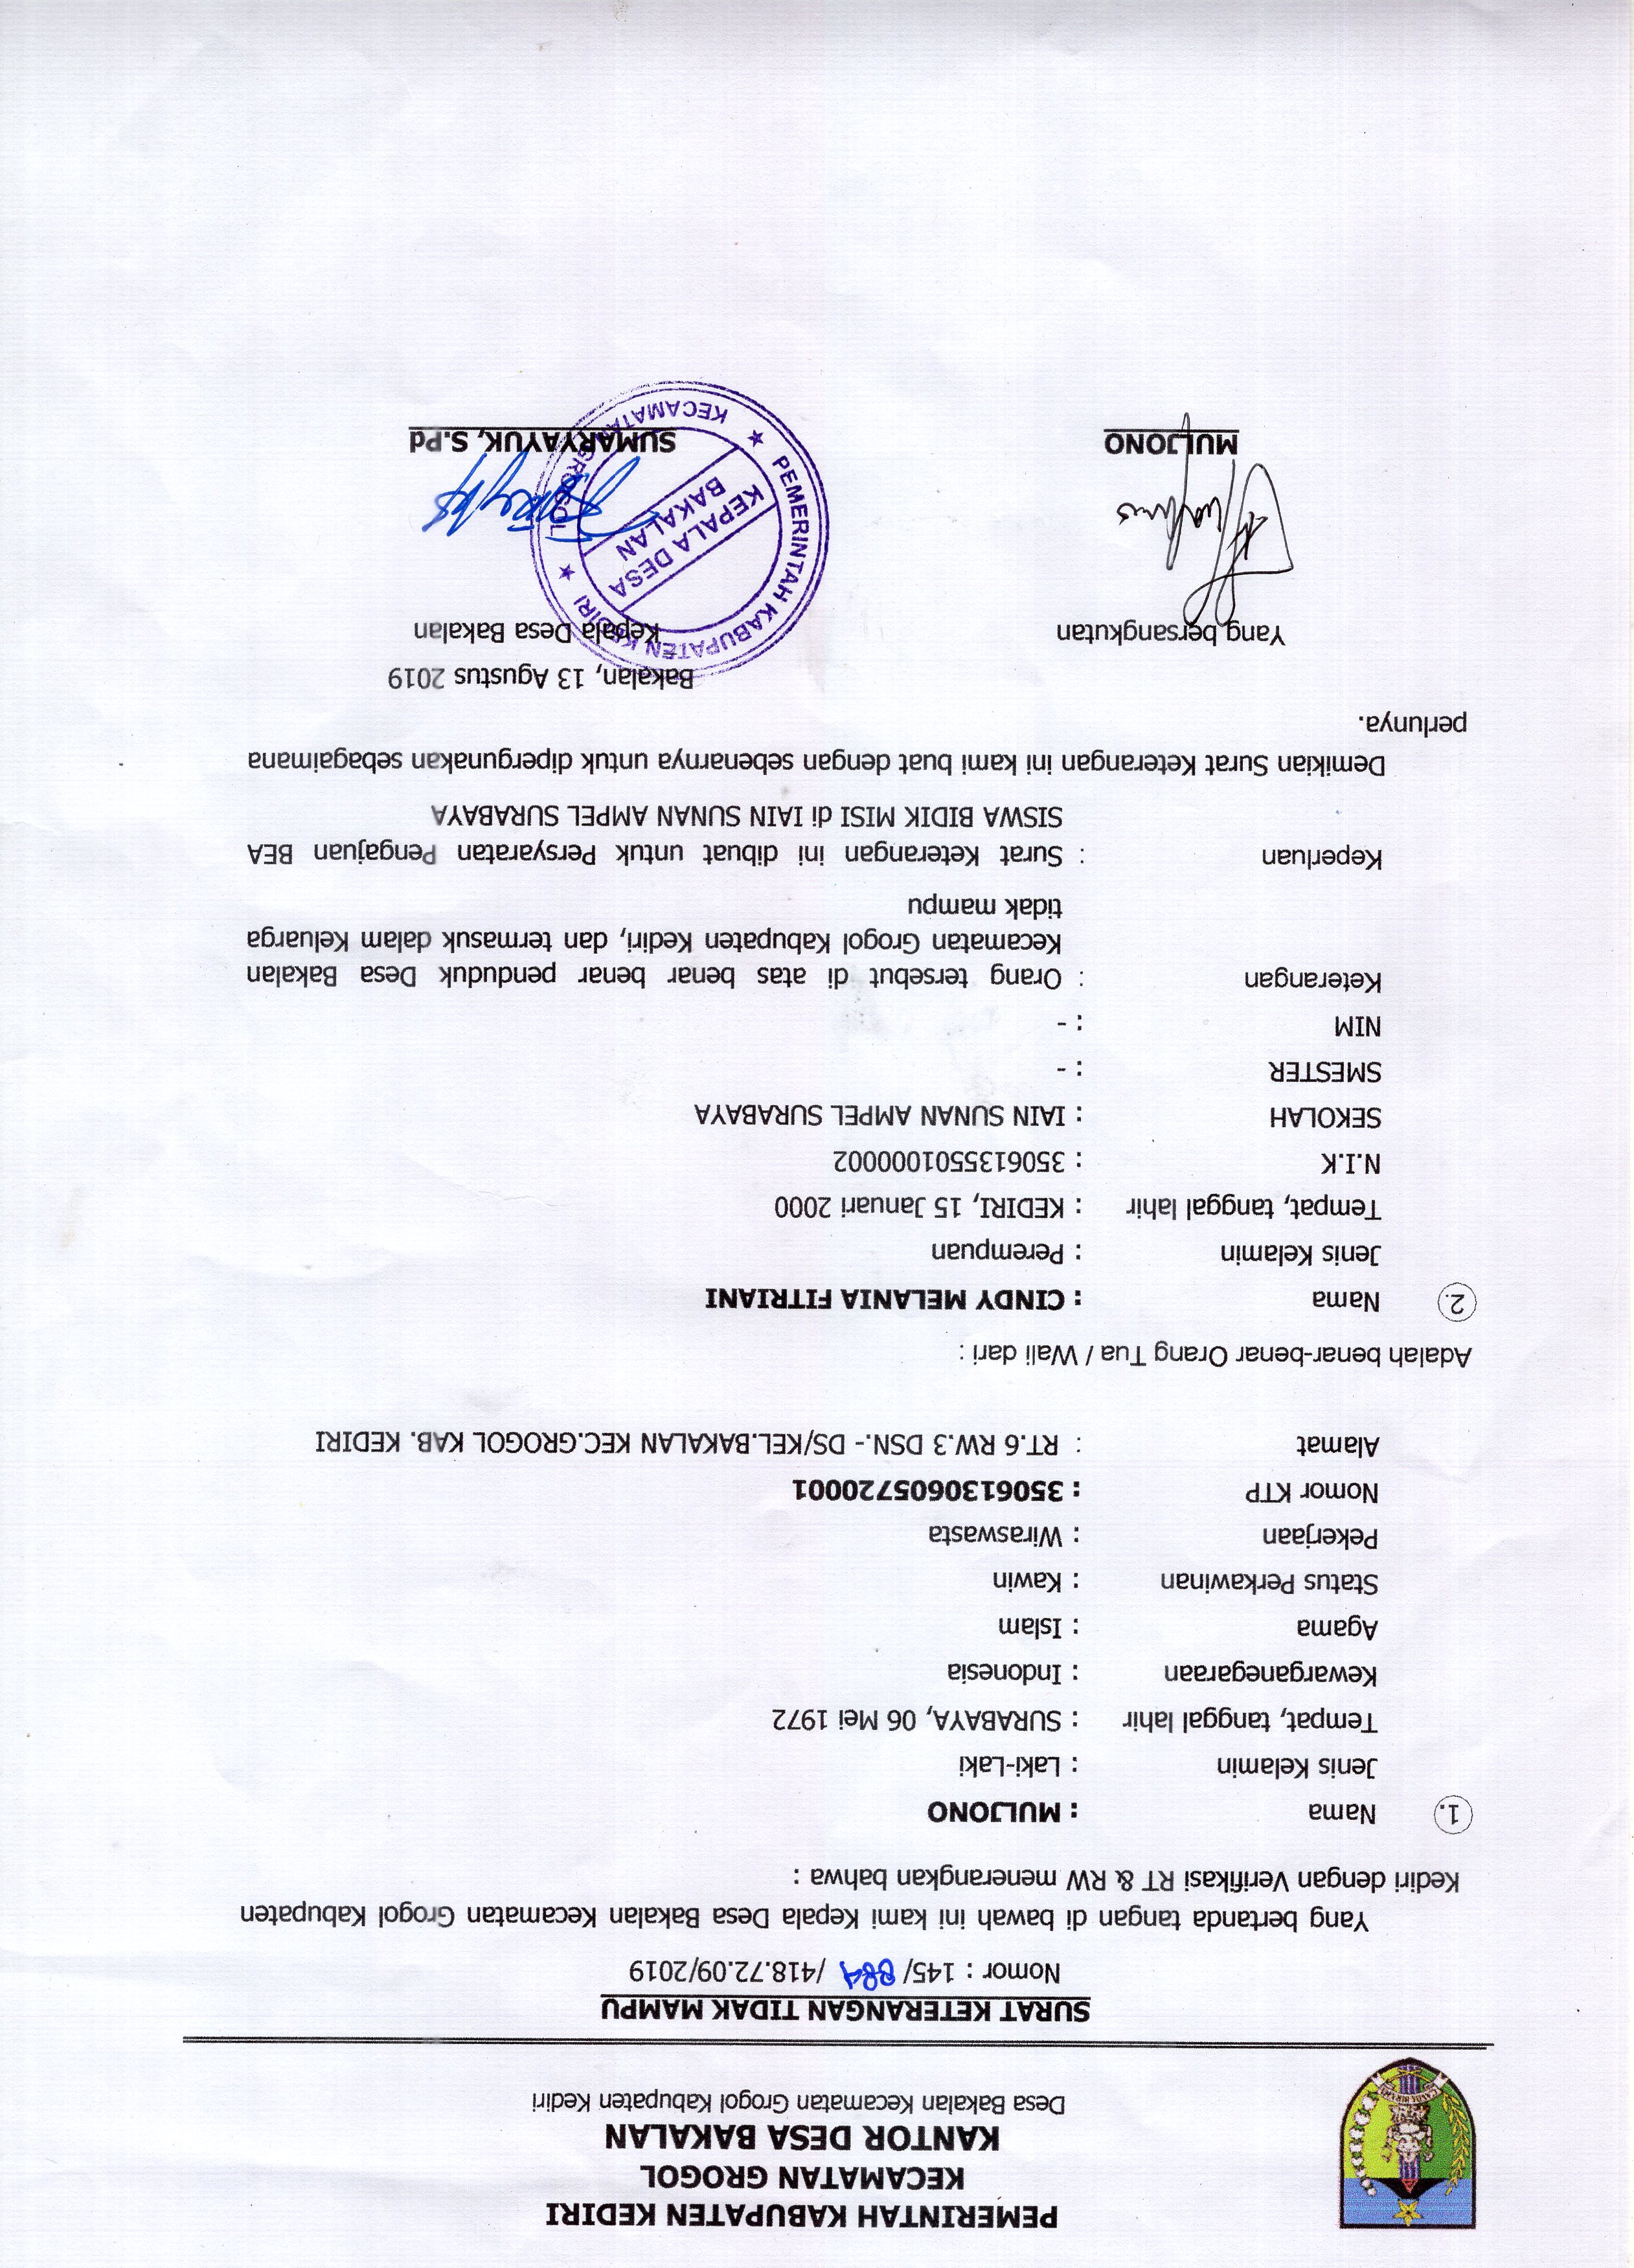 PEMERINTAH KABUPATEN KEDIRI
KECAMATAN GROGOL
KANTOR DESA BAKALAN
Desa Bakalan Kecamatan Grogol Kabupaten Kediri
SURAT KETERANGAN TIDAK MAMPU
Nomor : 145/ 884 /418.72.09/2019
Yang bertanda tangan di bawah ini kami Kepala Desa Bakalan Kecamatan Grogol Kabupaten
Kediri dengan Verifikasi RT & RW menerangkan bahwa :
1. Nama : MULJONO
Jenis Kelamin : Laki-Laki
Tempat, tanggal lahir : SURABAYA, 06 Mei 1972
Kewarganegaraan : Indonesia
Agama : Islam
Status Perkawinan : Kawin
Pekerjaan : Wiraswasta
Nomor KTP : 3506130605720001
Alamat : RT.6 RW.3 DSN.- DS/KEL.BAKALAN KEC.GROGOL KAB. KEDIRI
Adalah benar-benar Orang Tua / Wali dari :
2. Nama : CINDY MELANIA FITRIANI
Jenis Kelamin : Perempuan
Tempat, tanggal lahir : KEDIRI, 15 Januari 2000
N.I.K : 3506135501000002
SEKOLAH : IAIN SUNAN AMPEL SURABAYA
SMESTER : -
NIM : -
Keterangan : Orang tersebut di atas benar benar penduduk Desa Bakalan
Kecamatan Grogol Kabupaten Kediri, dan termasuk dalam Keluarga
tidak mampu
Keperluan : Surat Keterangan ini dibuat untuk Persyaratan Pengajuan BEA
SISWA BIDIK MISI di IAIN SUNAN AMPEL SURABAYA
Demikian Surat Keterangan ini kami buat dengan sebenarnya untuk dipergunakan sebagaimana
perlunya.
Bakalan, 13 Agustus 2019
Yang bersangkutan Kepala Desa Bakalan
PEMERINTAH KABUPATEN KEDIRI
KEPALA DESA
BAKALAN
KECAMATAN GROGOL
MULJONO SUMARYAYUK, S.Pd